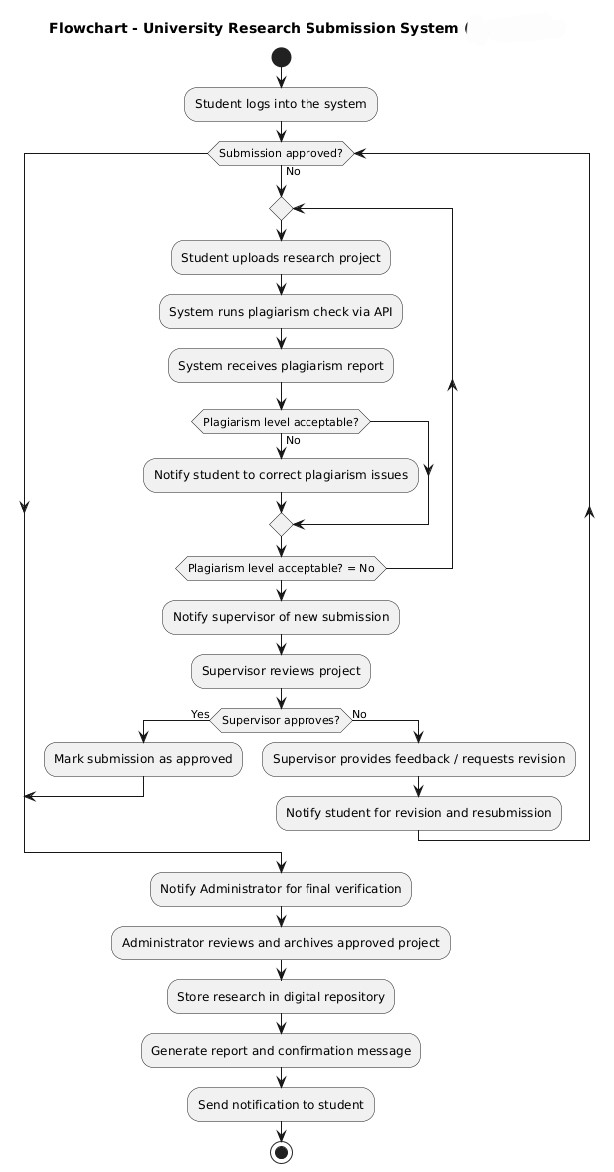 Flowchart - University Research Submission System (
Student logs into the system
Submission approved?
No
Student uploads research project
System runs plagiarism check via API
System receives plagiarism report
Plagiarism level acceptable?
No
Notify student to correct plagiarism issues
Plagiarism level acceptable? = No
Notify supervisor of new submission
Supervisor reviews project
Yes
Supervisor approves?
No
Mark submission as approved
Supervisor provides feedback / requests revision
Notify student for revision and resubmission
Notify Administrator for final verification
Administrator reviews and archives approved project
Store research in digital repository
Generate report and confirmation message
Send notification to student